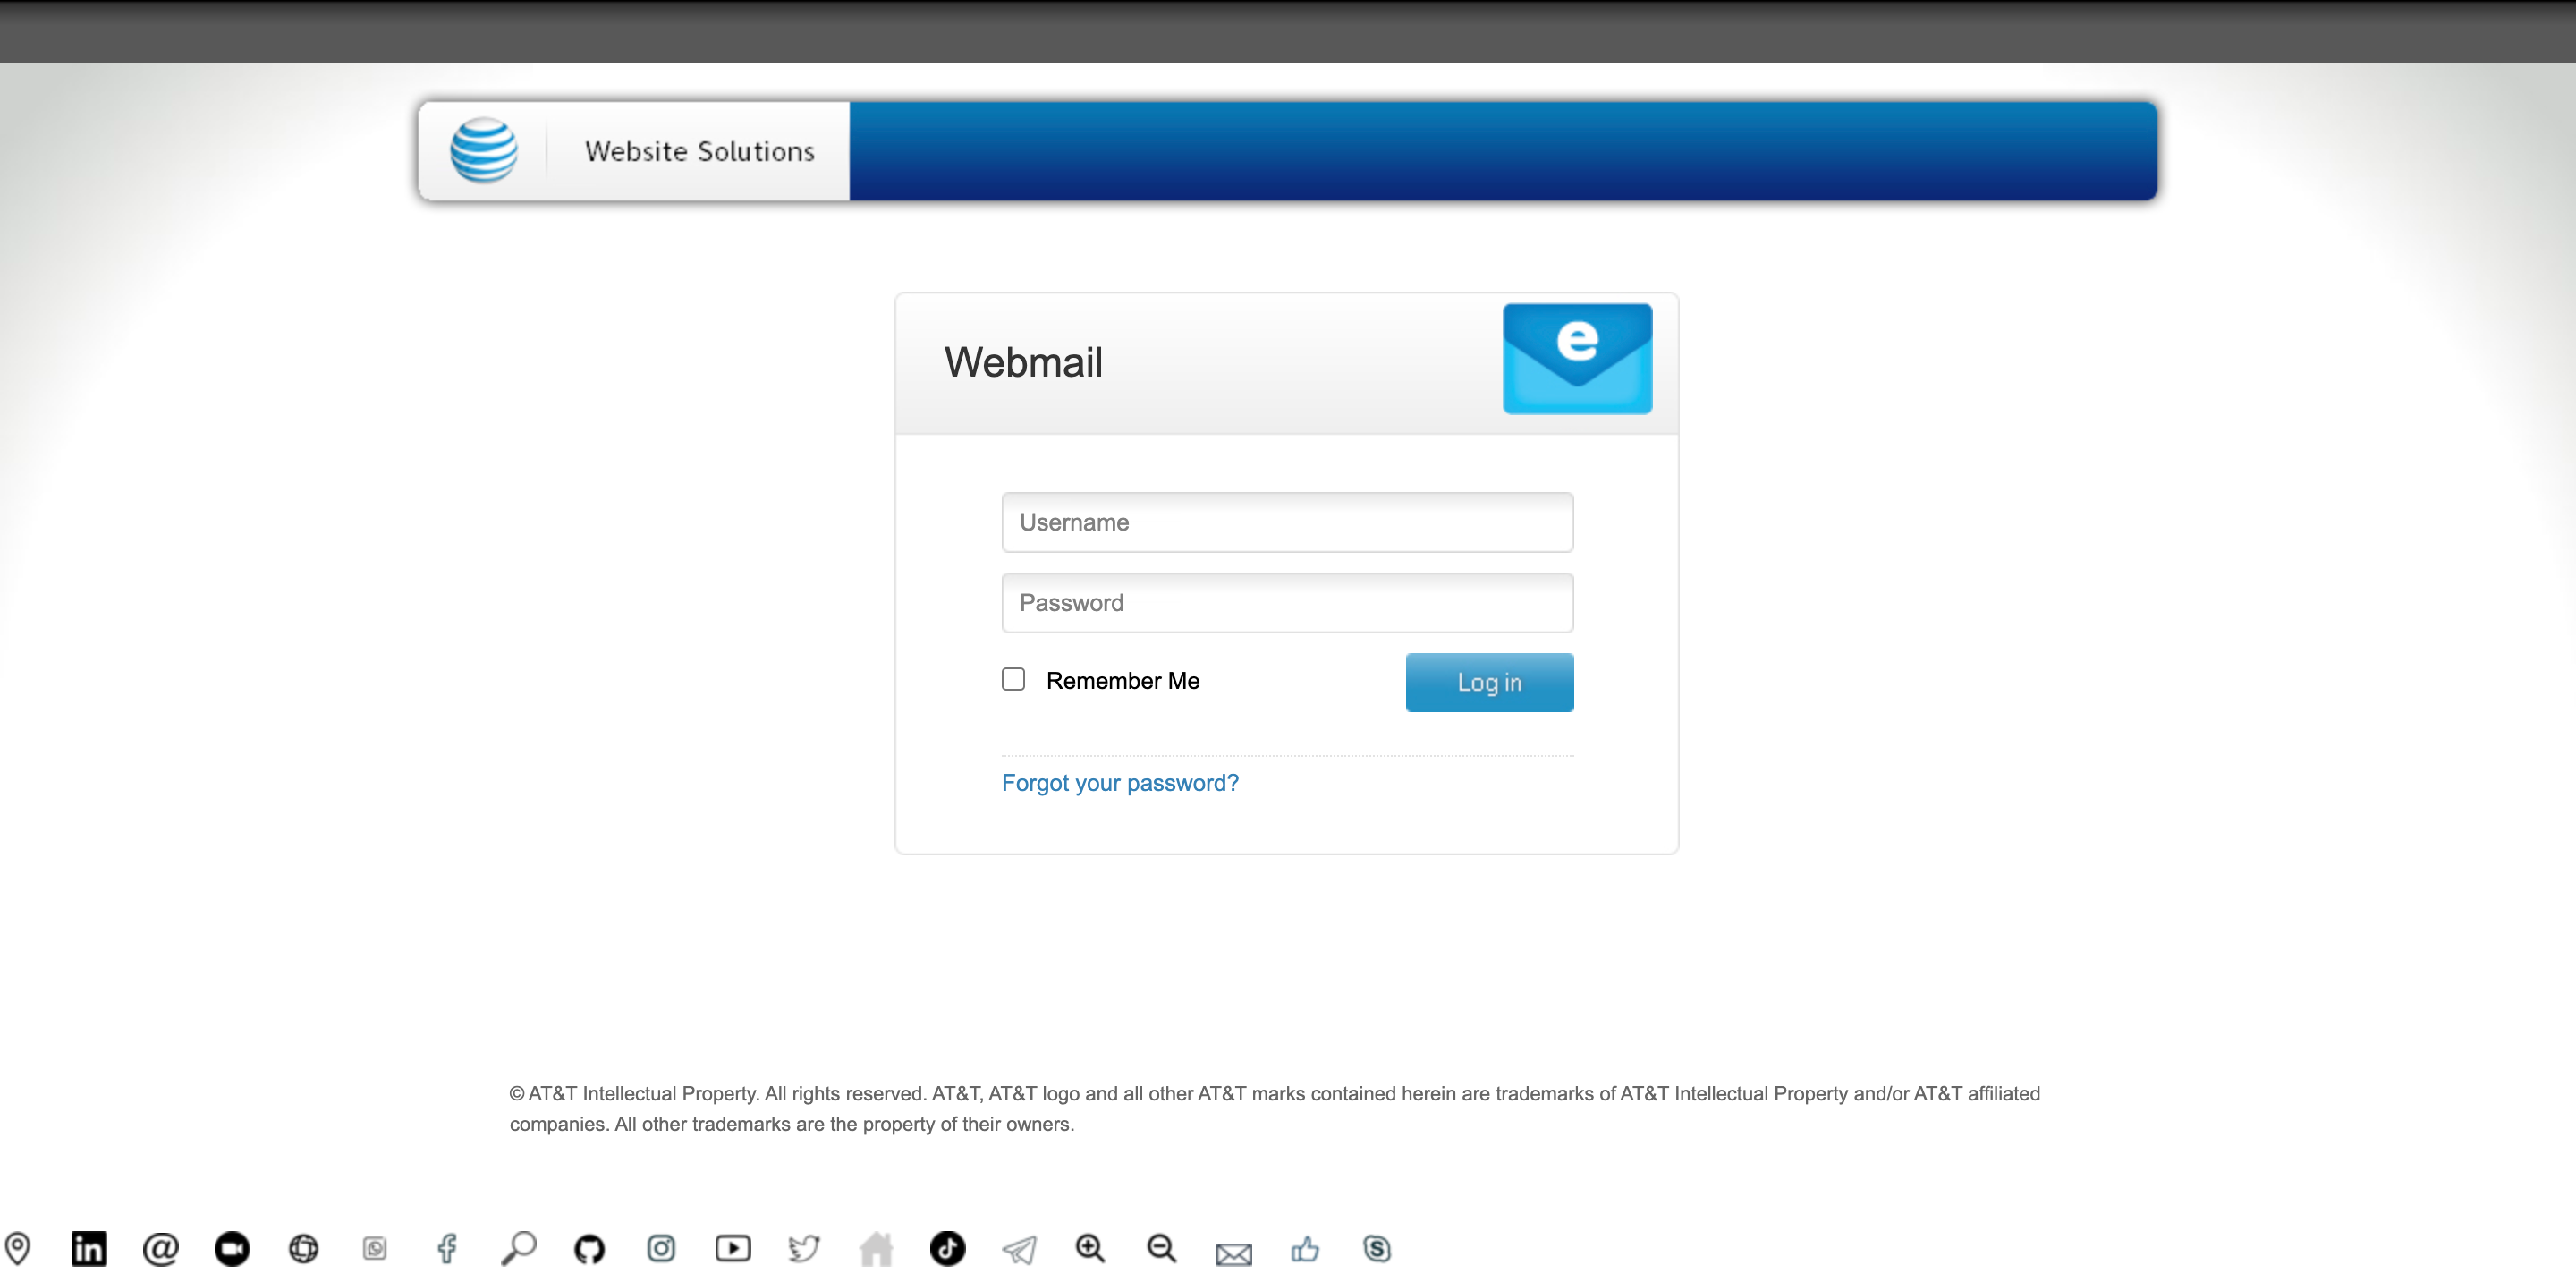 Website Solutions
Webmail
Username
Password
Remember Me
Log in
Forgot your password?
© AT&T Intellectual Property. All rights reserved. AT&T, AT&T logo and all other AT&T marks contained herein are trademarks of AT&T Intellectual Property and/or AT&T affiliated
companies. All other trademarks are the property of their owners.